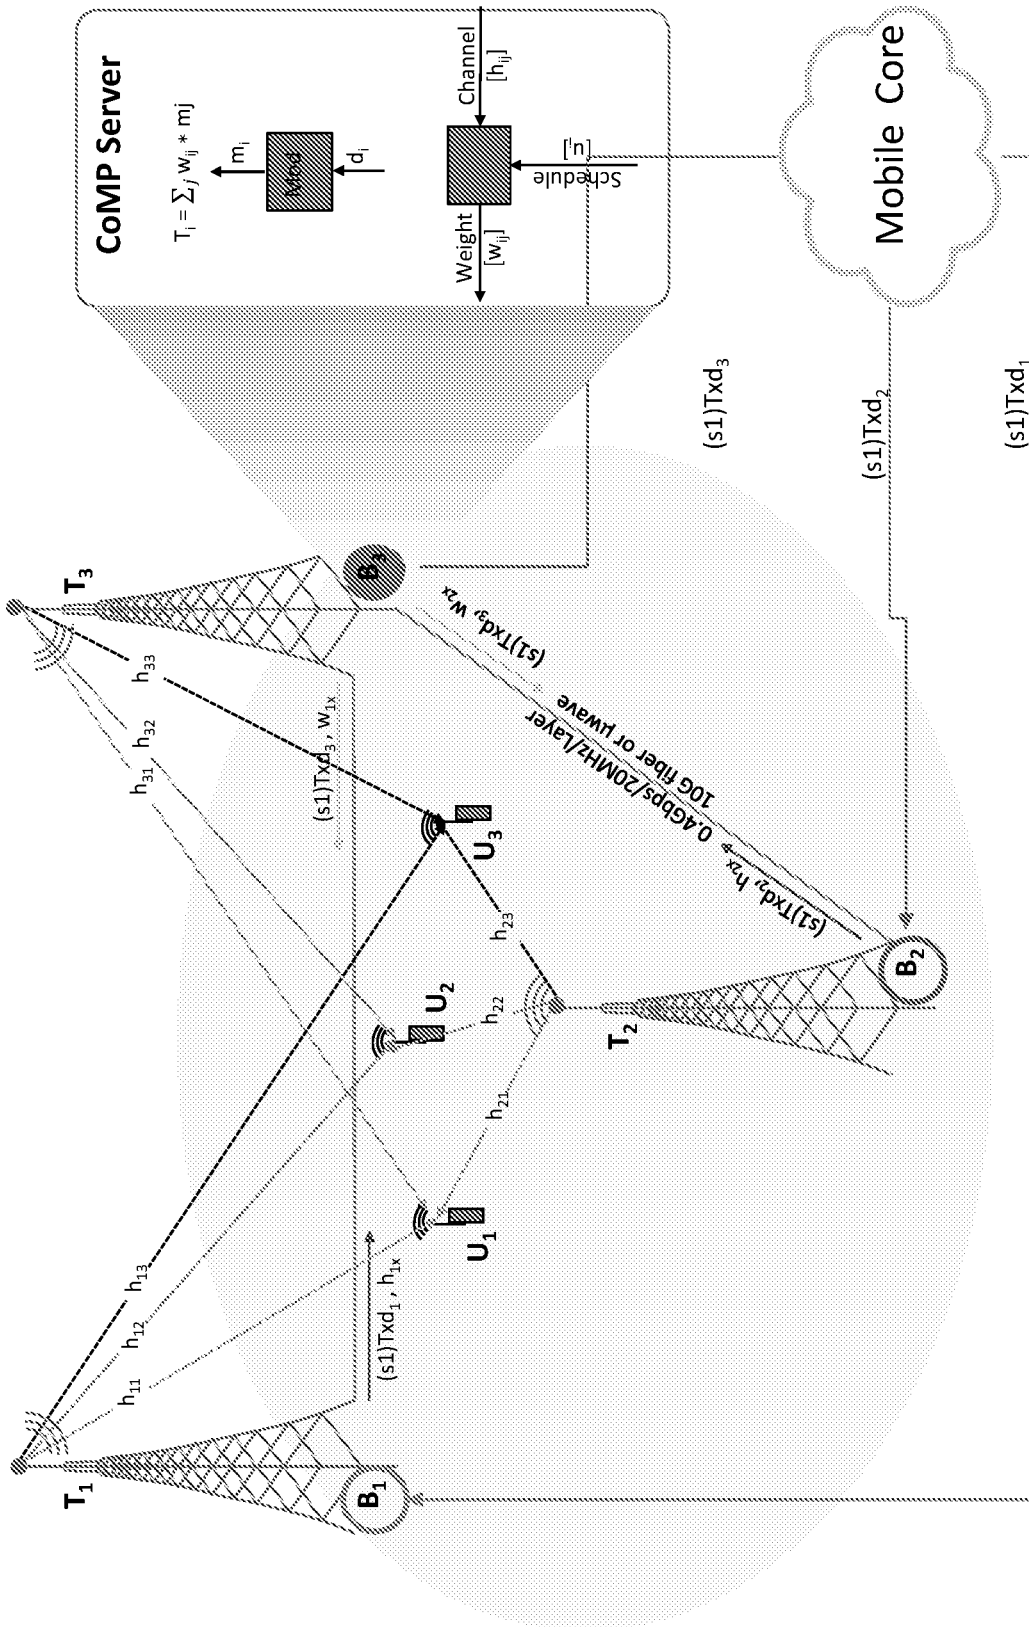 CoMP Server
T₁ = ∑ⱼ wᵢⱼ * mj
mᵢ
Mod
dᵢ
Channel
[hᵢⱼ]
Weight
[wᵢⱼ]
Schedule
[uᵢ]
Mobile Core
(s1)Txd₃
(s1)Txd₂
(s1)Txd₁
T₁
B₁
T₃
B₃
T₂
B₂
h₁₁
h₁₂
h₁₃
h₃₁
h₃₂
h₃₃
h₂₁
h₂₂
h₂₃
U₁
U₂
U₃
(s1)Txd₁ , h₁ₓ
(s1)Txd₃ , w₁ₓ
(s1)Txd₃, w₂ₓ
10G fiber or µwave
0.4Gbps/20MHz/Layer
(s1)Txd₂, h₂ₓ